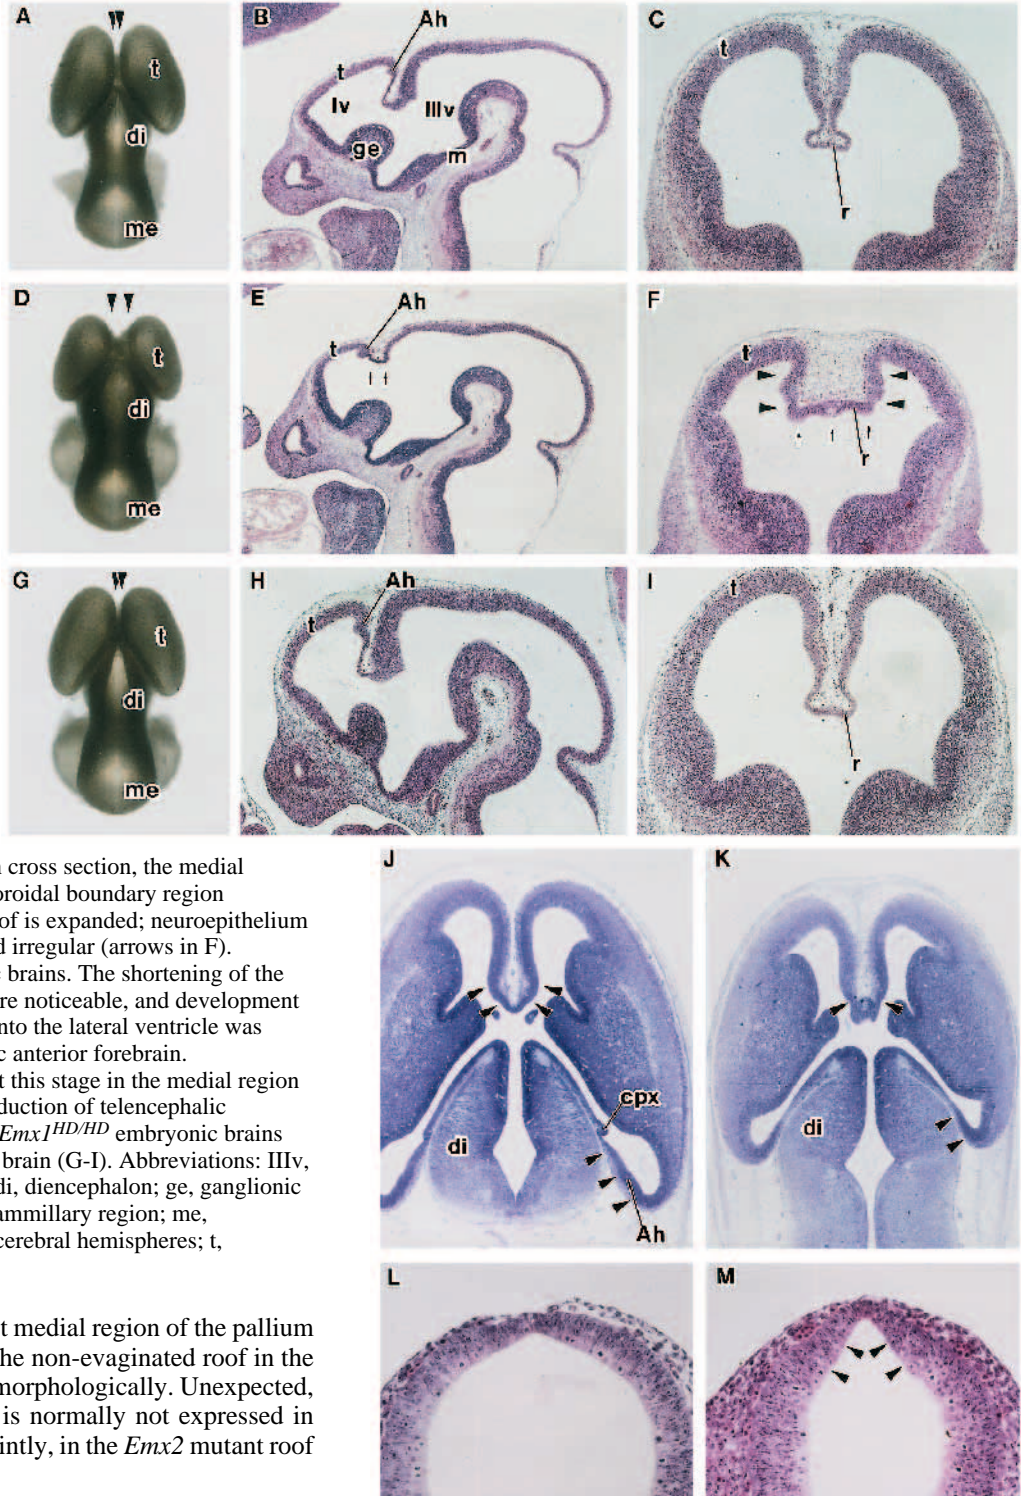 A
t
di
me
B
Ah
t
lv
IIIv
ge
m
C
t
r
D
t
di
me
E
Ah
t
F
t
r
G
t
di
me
H
Ah
t
I
t
r
cross section, the medial
oroidal boundary region
of is expanded; neuroepithelium
d irregular (arrows in F).
c brains. The shortening of the
re noticeable, and development
nto the lateral ventricle was
c anterior forebrain.
t this stage in the medial region
duction of telencephalic
Emx1HD/HD embryonic brains
brain (G-I). Abbreviations: IIIv,
di, diencephalon; ge, ganglionic
ammillary region; me,
cerebral hemispheres; t,
t medial region of the pallium
he non-evaginated roof in the
morphologically. Unexpected,
is normally not expressed in
intly, in the Emx2 mutant roof
J
cpx
di
Ah
K
di
L
M